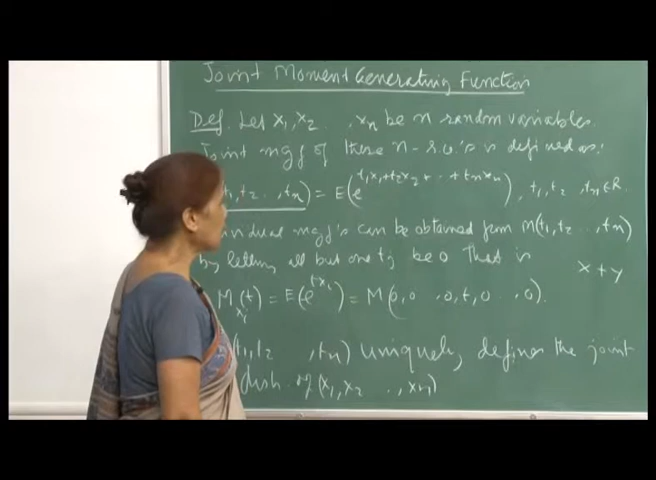 Joint Moment Generating Function
Def. Let x1, x2 . , xn be n random variables.
Joint mgf of these n-r.v.'s is defined as:
t1, t2 . . , tn) = E(e^{t1x1+t2x2+ . . + tnxn}), t1, t2 , tn ∈ R.
mgf's can be obtained from M(t1, t2 . . , tn)
by letting all but one tj be 0 That is
x + y
M_{xi}(t) = E(e^{txi}) = M(0, 0 . , 0, t, 0 . . , 0).
t1, t2 , tn) uniquely defines the joint
of (x1, x2 . . , xn)